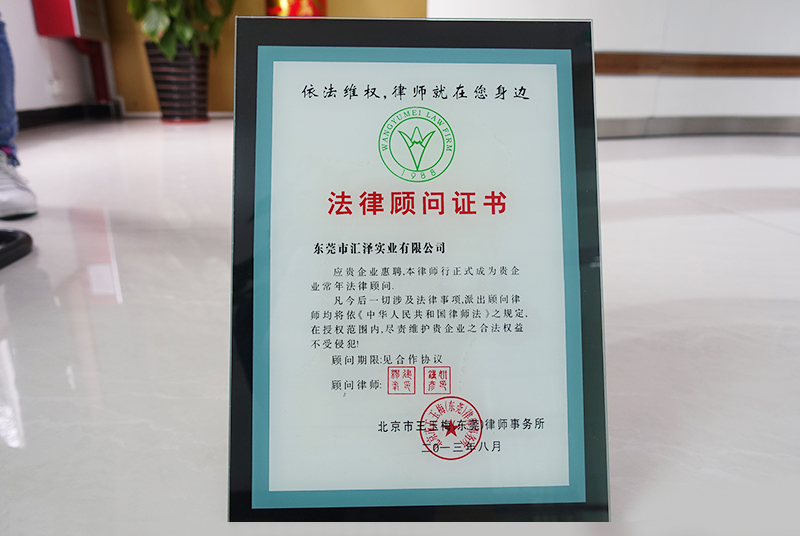 依法维权,律师就在您身边
WANGYUMEI LAW FIRM
1988
法律顾问证书
东莞市汇泽实业有限公司
应贵企业惠聘,本律师行正式成为贵企
业常年法律顾问.
凡今后一切涉及法律事项,派出顾问律
师均将依《中华人民共和国律师法》之规定,
在授权范围内,尽责维护贵企业之合法权益
不受侵犯!
顾问期限:见合作协议
顾问律师:
北京市王玉梅(东莞)律师事务所
二0一三年八月